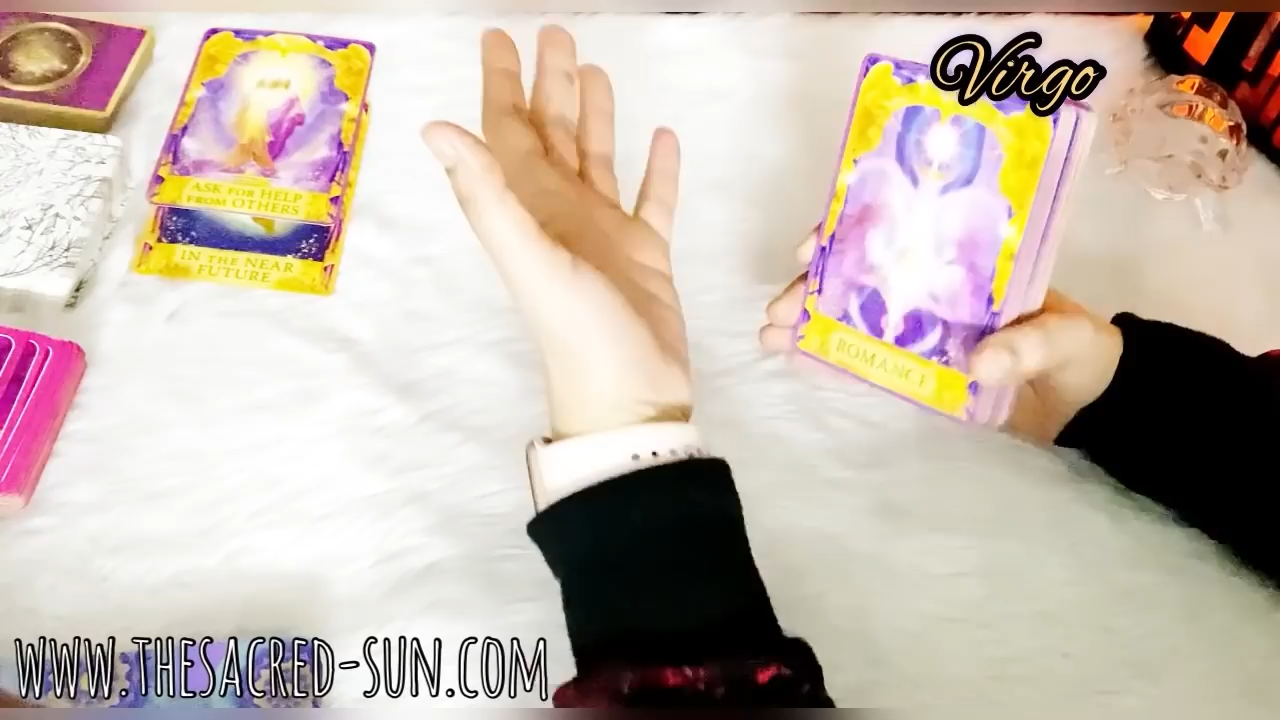 Virgo
ASK FOR HELP
FROM OTHERS
IN THE NEAR
FUTURE
ROMANCE
WWW.THESACRED-SUN.COM